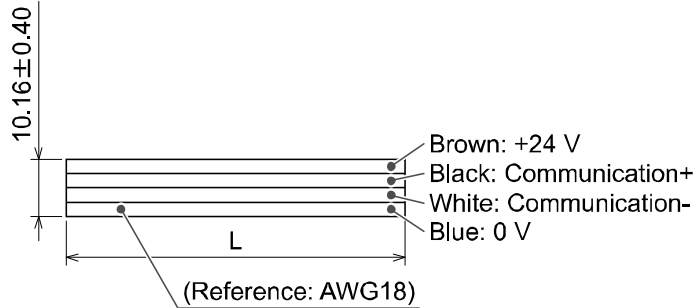 10.16±0.40
Brown: +24 V
Black: Communication+
White: Communication-
Blue: 0 V
L
(Reference: AWG18)